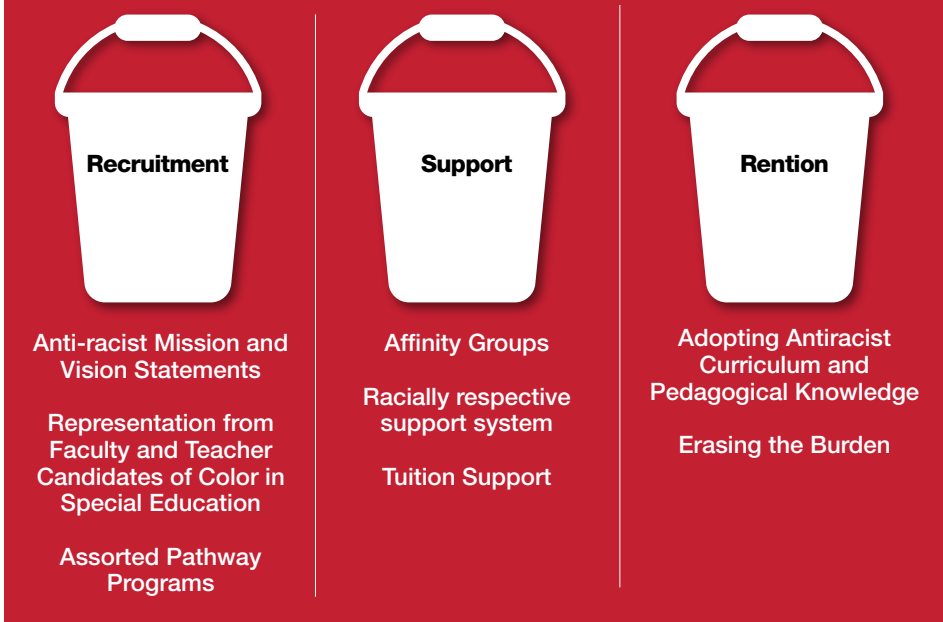 Recruitment
Anti-racist Mission and
Vision Statements
Representation from
Faculty and Teacher
Candidates of Color in
Special Education
Assorted Pathway
Programs
Support
Affinity Groups
Racially respective
support system
Tuition Support
Rention
Adopting Antiracist
Curriculum and
Pedagogical Knowledge
Erasing the Burden